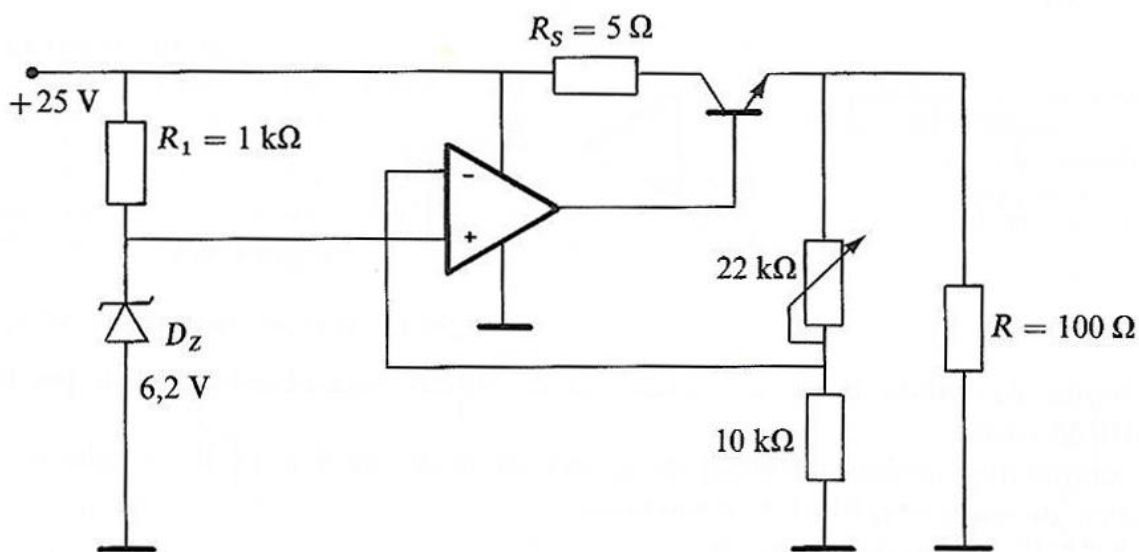 R_S = 5 Ω
+25 V
R_1 = 1 kΩ
-
+
22 kΩ
D_Z
R = 100 Ω
6,2 V
10 kΩ